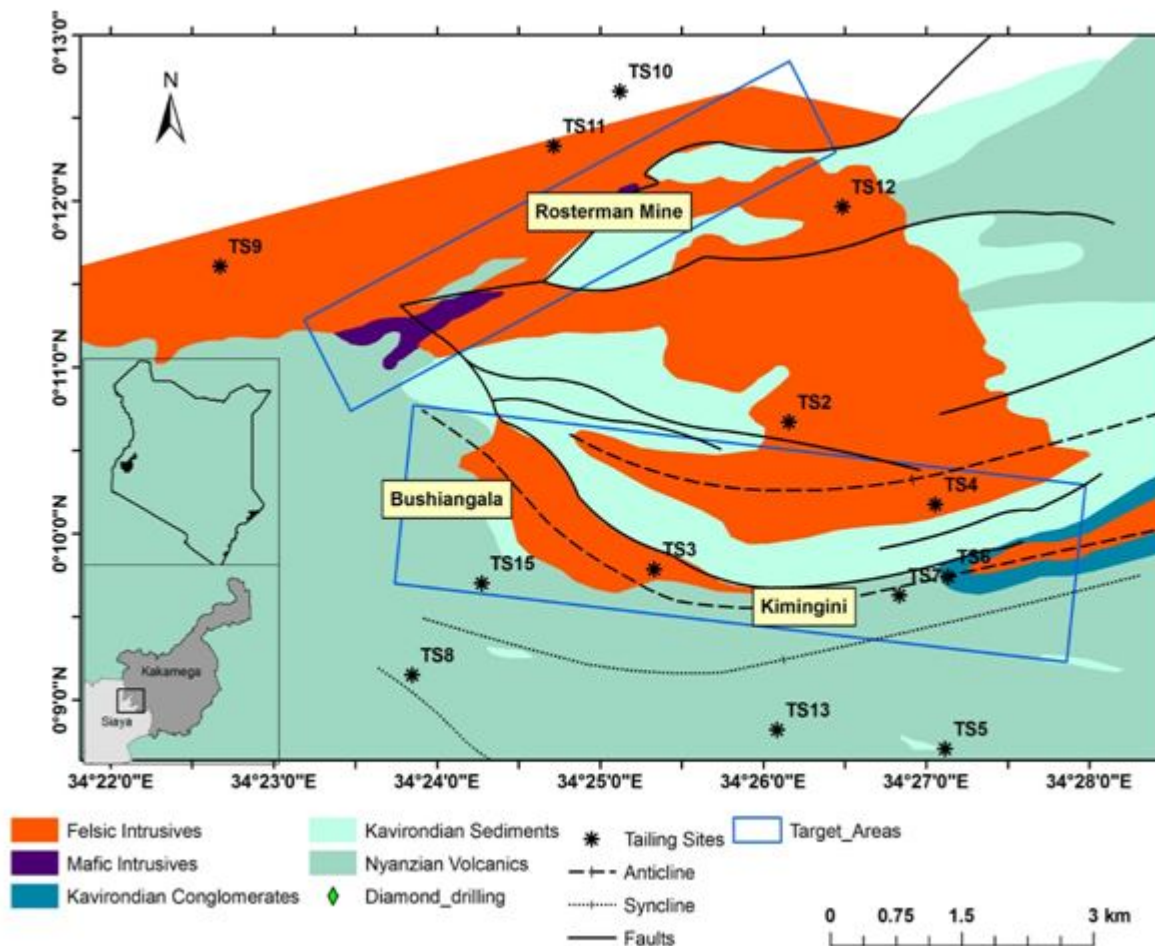 N
0°13'0"N
0°12'0"N
0°11'0"N
0°10'0"N
0°9'0"N
TS10
TS11
TS12
Rosterman Mine
TS9
TS2
Bushiangala
TS4
TS3
TS6
TS15
TS7
Kimingini
TS8
TS13
TS5
Kakamega
Siaya
34°22'0"E
34°23'0"E
34°24'0"E
34°25'0"E
34°26'0"E
34°27'0"E
34°28'0"E
Felsic Intrusives
Mafic Intrusives
Kavirondian Conglomerates
Kavirondian Sediments
Nyanzian Volcanics
Diamond_drilling
Tailing Sites
Anticline
Syncline
Faults
Target_Areas
0 0.75 1.5 3 km